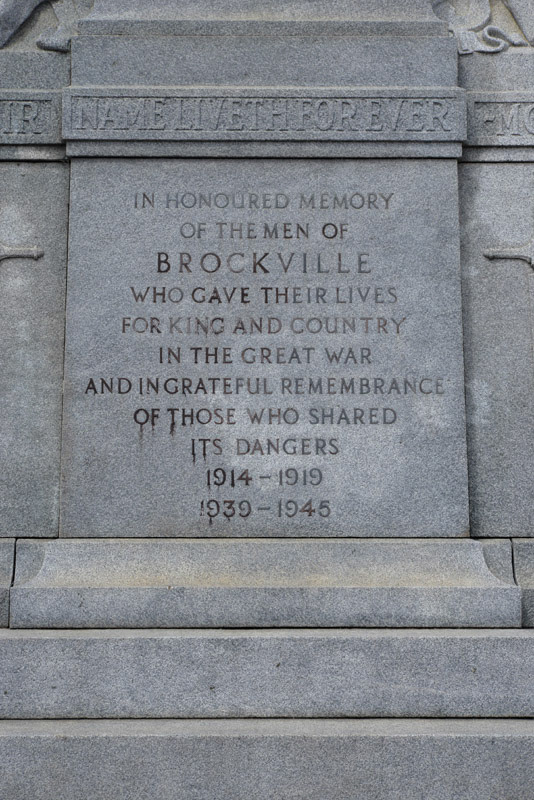 IR NAME LIVETH FOR EVER -MO
IN HONOURED MEMORY
OF THE MEN OF
BROCKVILLE
WHO GAVE THEIR LIVES
FOR KING AND COUNTRY
IN THE GREAT WAR
AND IN GRATEFUL REMEMBRANCE
OF THOSE WHO SHARED
ITS DANGERS
1914 – 1919
1939 – 1945